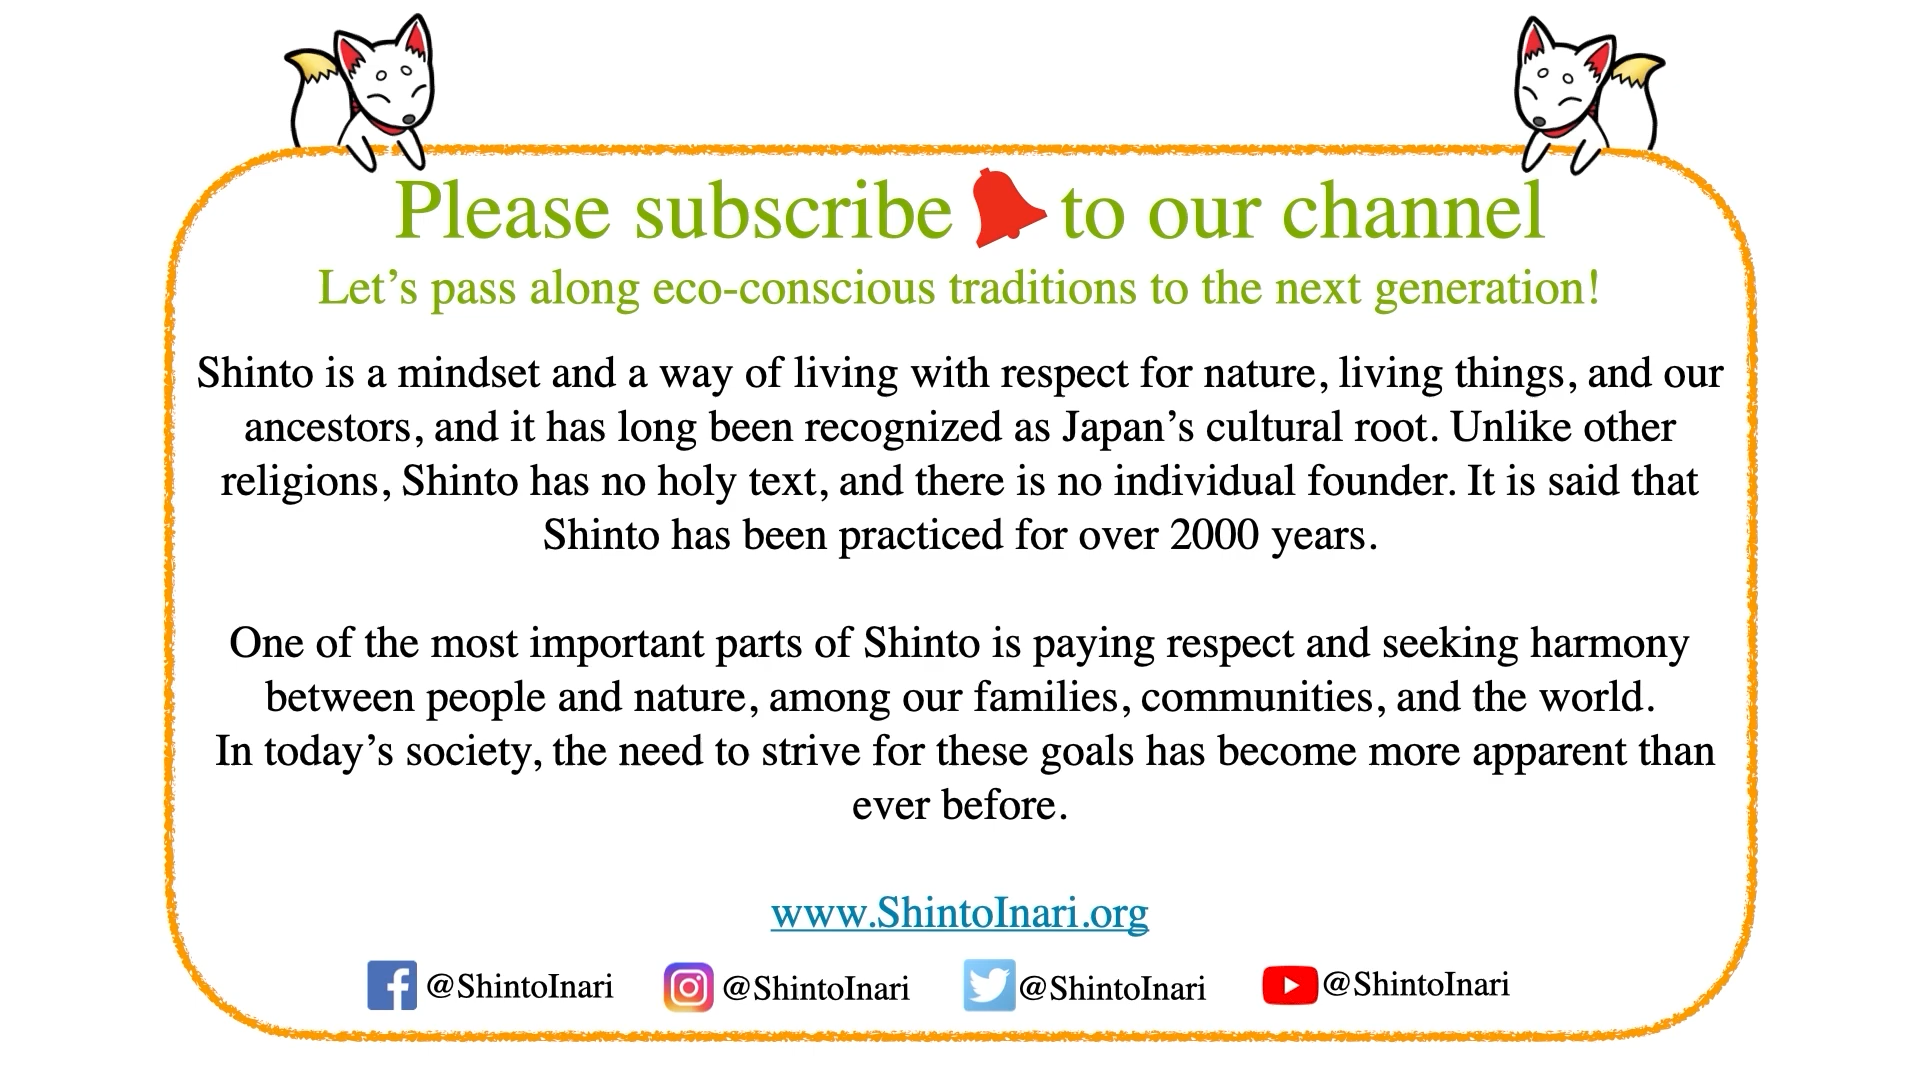 Please subscribe to our channel
Let’s pass along eco-conscious traditions to the next generation!
Shinto is a mindset and a way of living with respect for nature, living things, and our
ancestors, and it has long been recognized as Japan’s cultural root. Unlike other
religions, Shinto has no holy text, and there is no individual founder. It is said that
Shinto has been practiced for over 2000 years.
One of the most important parts of Shinto is paying respect and seeking harmony
between people and nature, among our families, communities, and the world.
In today’s society, the need to strive for these goals has become more apparent than
ever before.
www.ShintoInari.org
@ShintoInari @ShintoInari @ShintoInari @ShintoInari